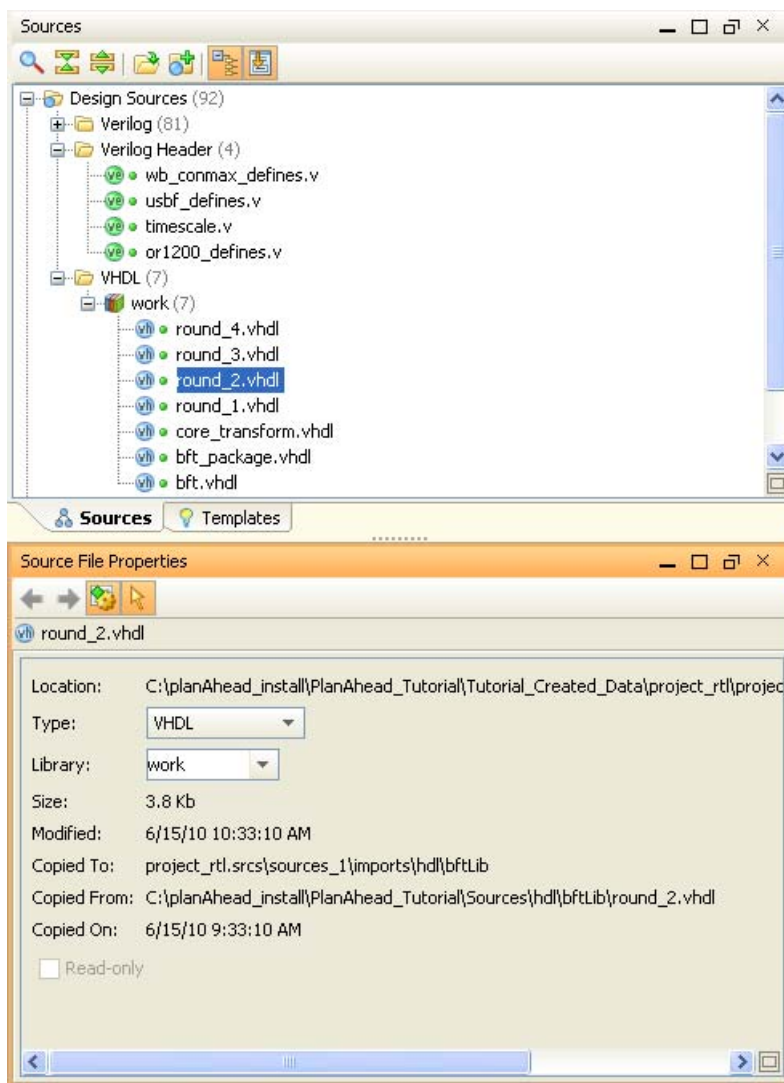 Sources
Design Sources (92)
Verilog (81)
Verilog Header (4)
wb_conmax_defines.v
usbf_defines.v
timescale.v
or1200_defines.v
VHDL (7)
work (7)
round_4.vhdl
round_3.vhdl
round_2.vhdl
round_1.vhdl
core_transform.vhdl
bft_package.vhdl
bft.vhdl
Sources Templates
Source File Properties
round_2.vhdl
Location: C:\planAhead_install\PlanAhead_Tutorial\Tutorial_Created_Data\project_rtl\projec
Type: VHDL
Library: work
Size: 3.8 Kb
Modified: 6/15/10 10:33:10 AM
Copied To: project_rtl.srcs\sources_1\imports\hdl\bftLib
Copied From: C:\planAhead_install\PlanAhead_Tutorial\Sources\hdl\bftLib\round_2.vhdl
Copied On: 6/15/10 9:33:10 AM
Read-only